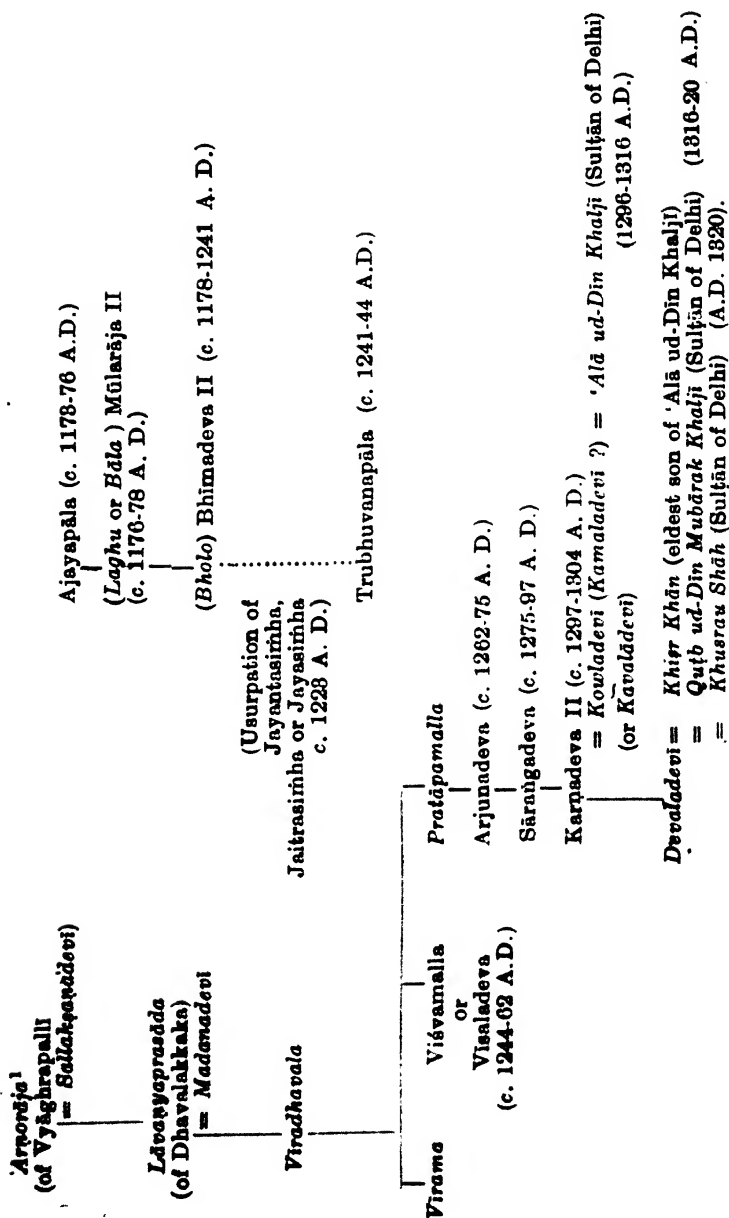 Ajayapāla (c. 1173-76 A.D.)
(Laghu or Bāla ) Mūlarāja II
(c. 1176-78 A. D.)
(Bholo) Bhīmadeva II (c. 1178-1241 A. D.)
(Usurpation of
Jayantasiṁha,
Jaitrasiṁha or Jayasiṁha
c. 1223 A. D.)
Trubhuvanapāla (c. 1241-44 A.D.)
Arṇorāja¹
(of Vyāghrapallī
= Sallakṣaṇādevī)
Lāvaṇyaprasāda
(of Dhavalakkaka)
= Madanadevī
Vīradhavala
Vīrama
Viśvamalla
or
Vīsaladeva
(c. 1244-62 A.D.)
Pratāpamalla
Arjunadeva (c. 1262-75 A. D.)
Sāraṅgadeva (c. 1275-97 A. D.)
Karṇadeva II (c. 1297-1304 A. D.)
= Kowladevī (Kamaladevī ?) = ‘Alā ud-Dīn Khaljī (Sulṭān of Delhi)
(or Kavalādevī) (1296-1316 A.D.)
Devaladevī = Khiẓr Khān (eldest son of ‘Alā ud-Dīn Khaljī)
= Quṭb ud-Dīn Mubārak Khaljī (Sulṭān of Delhi) (1316-20 A.D.)
= Khusrau Shāh (Sulṭān of Delhi) (A.D. 1320).